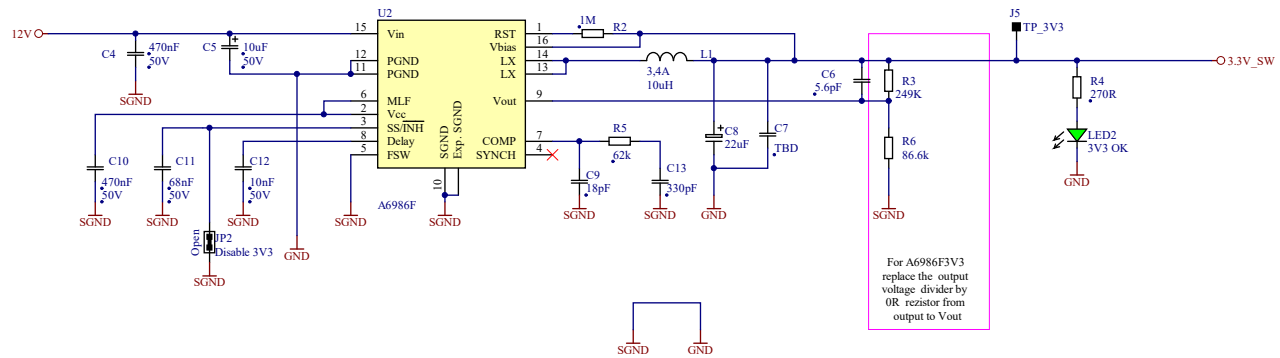 12V
C4
470nF
50V
SGND
C5
+
10uF
50V
U2
15
Vin
12
PGND
11
PGND
6
MLF
2
Vcc
3
SS/INH
8
Delay
5
FSW
SGND
Exp. SGND
10
RST
1
Vbias
16
LX
14
LX
13
Vout
9
COMP
7
SYNCH
4
A6986F
SGND
C10
470nF
50V
SGND
C11
68nF
50V
SGND
C12
10nF
50V
SGND
SGND
Open
JP2
Disable 3V3
SGND
GND
1M
R2
L1
3,4A
10uH
R5
62k
C9
18pF
SGND
C13
330pF
SGND
+
C8
22uF
GND
C7
TBD
C6
5.6pF
R3
249K
R6
86.6k
SGND
For A6986F3V3
replace the output
voltage divider by
0R rezistor from
output to Vout
J5
TP_3V3
3.3V_SW
R4
270R
LED2
3V3 OK
GND
SGND
GND